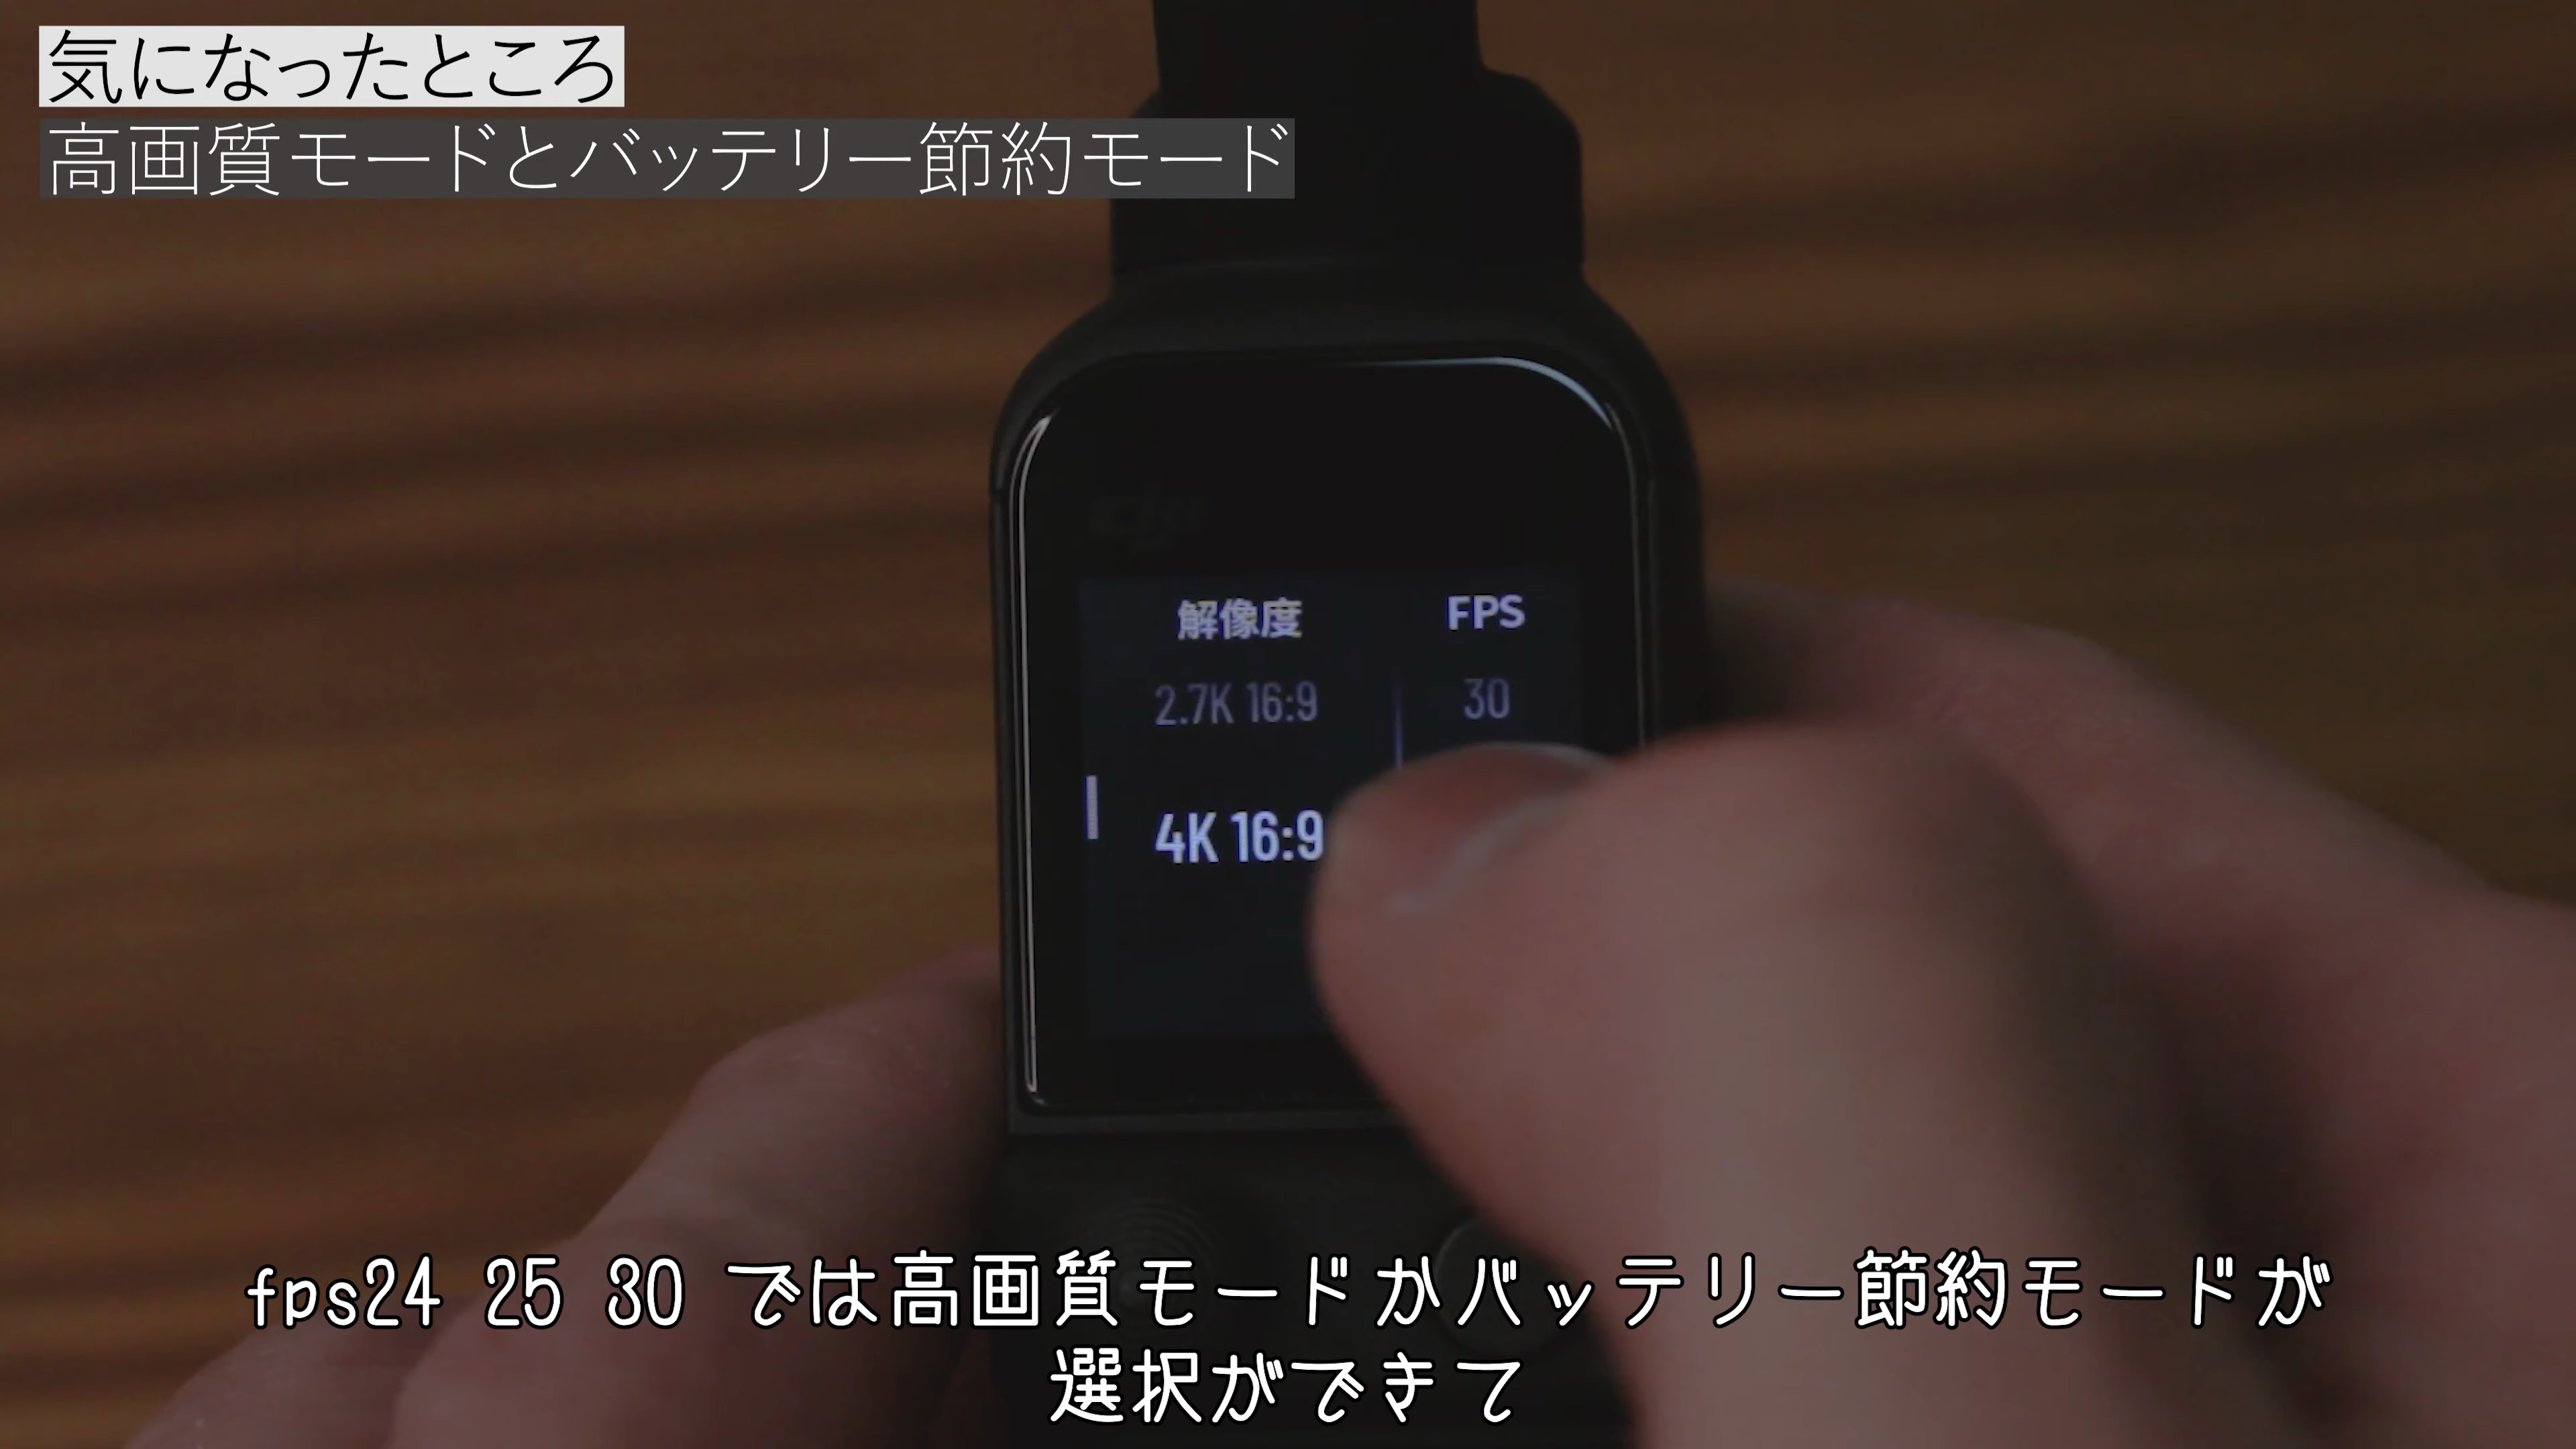 気になったところ
高画質モードとバッテリー節約モード
dji
解像度 FPS
2.7K 16:9 30
4K 16:9
fps24 25 30 では高画質モードかバッテリー節約モードが
選択ができて